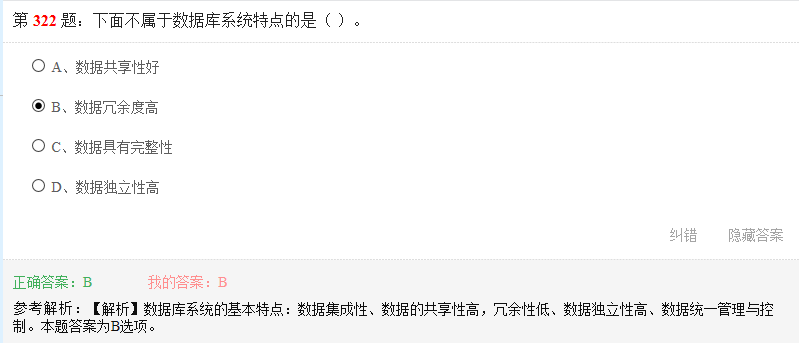 第 322 题：下面不属于数据库系统特点的是（ ）。
A、数据共享性好
B、数据冗余度高
C、数据具有完整性
D、数据独立性高
纠错 隐藏答案
正确答案：B 我的答案：B
参考解析：【解析】数据库系统的基本特点：数据集成性、数据的共享性高，冗余性低、数据独立性高、数据统一管理与控
制。本题答案为B选项。